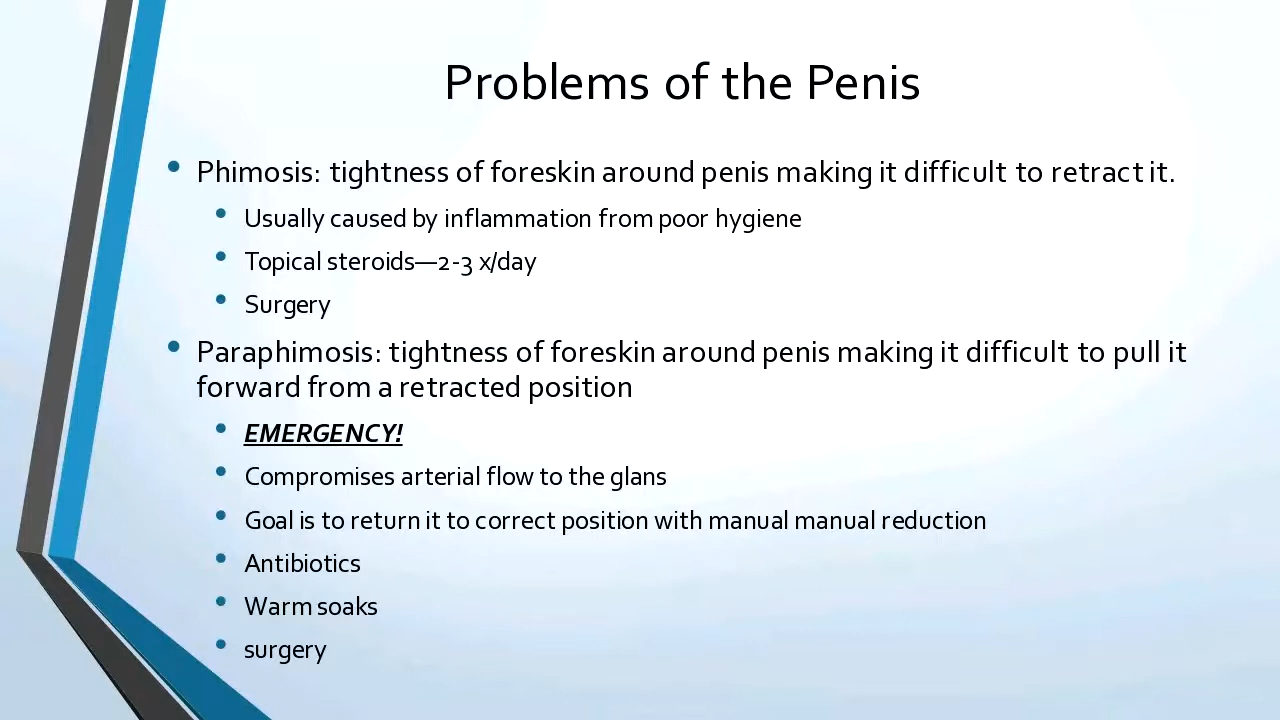 Problems of the Penis
• Phimosis: tightness of foreskin around penis making it difficult to retract it.
• Usually caused by inflammation from poor hygiene
• Topical steroids—2-3 x/day
• Surgery
• Paraphimosis: tightness of foreskin around penis making it difficult to pull it
forward from a retracted position
• EMERGENCY!
• Compromises arterial flow to the glans
• Goal is to return it to correct position with manual manual reduction
• Antibiotics
• Warm soaks
• surgery